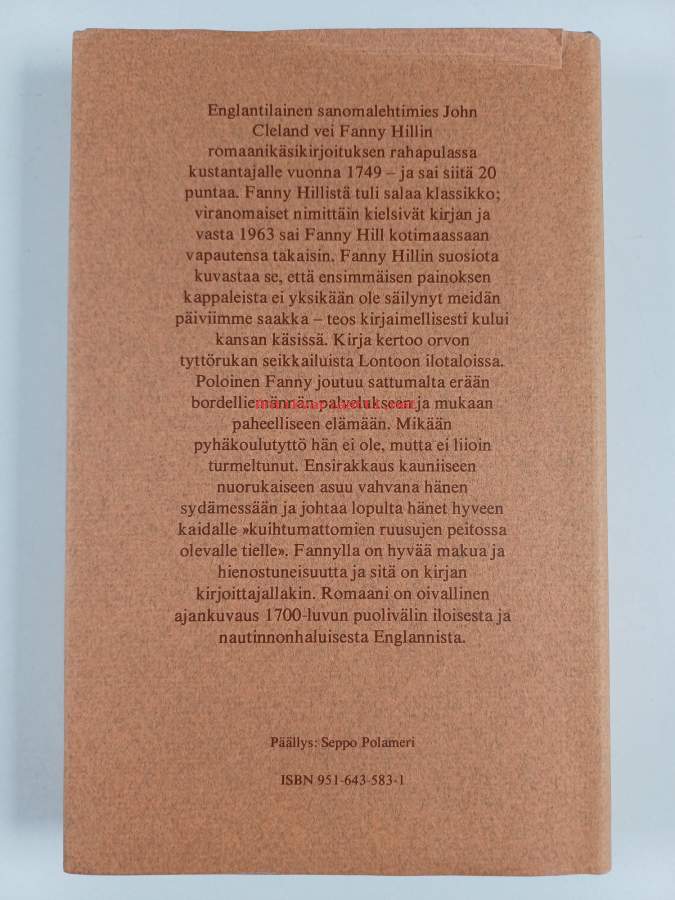 Englantilainen sanomalehtimies John
Cleland vei Fanny Hillin
romaanikäsikirjoituksen rahapulassa
kustantajalle vuonna 1749 – ja sai siitä 20
puntaa. Fanny Hillistä tuli salaa klassikko;
viranomaiset nimittäin kielsivät kirjan ja
vasta 1963 sai Fanny Hill kotimaassaan
vapautensa takaisin. Fanny Hillin suosiota
kuvastaa se, että ensimmäisen painoksen
kappaleista ei yksikään ole säilynyt meidän
päiviimme saakka – teos kirjaimellisesti kului
kansan käsissä. Kirja kertoo orvon
tyttörukan seikkailuista Lontoon ilotaloissa.
Poloinen Fanny joutuu sattumalta erään
bordelliemännän palvelukseen ja mukaan
paheelliseen elämään. Mikään
pyhäkoulutyttö hän ei ole, mutta ei liioin
turmeltunut. Ensirakkaus kauniiseen
nuorukaiseen asuu vahvana hänen
sydämessään ja johtaa lopulta hänet hyveen
kaidalle »kuihtumattomien ruusujen peitossa
olevalle tielle». Fannylla on hyvää makua ja
hienostuneisuutta ja sitä on kirjan
kirjoittajallakin. Romaani on oivallinen
ajankuvaus 1700-luvun puolivälin iloisesta ja
nautinnonhaluisesta Englannista.
Päällys: Seppo Polameri
ISBN 951-643-583-1